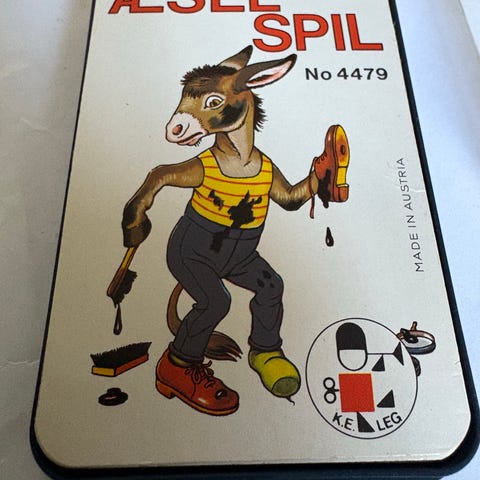 ÆSEL
SPIL
No 4479
MADE IN AUSTRIA
K.E. LEG